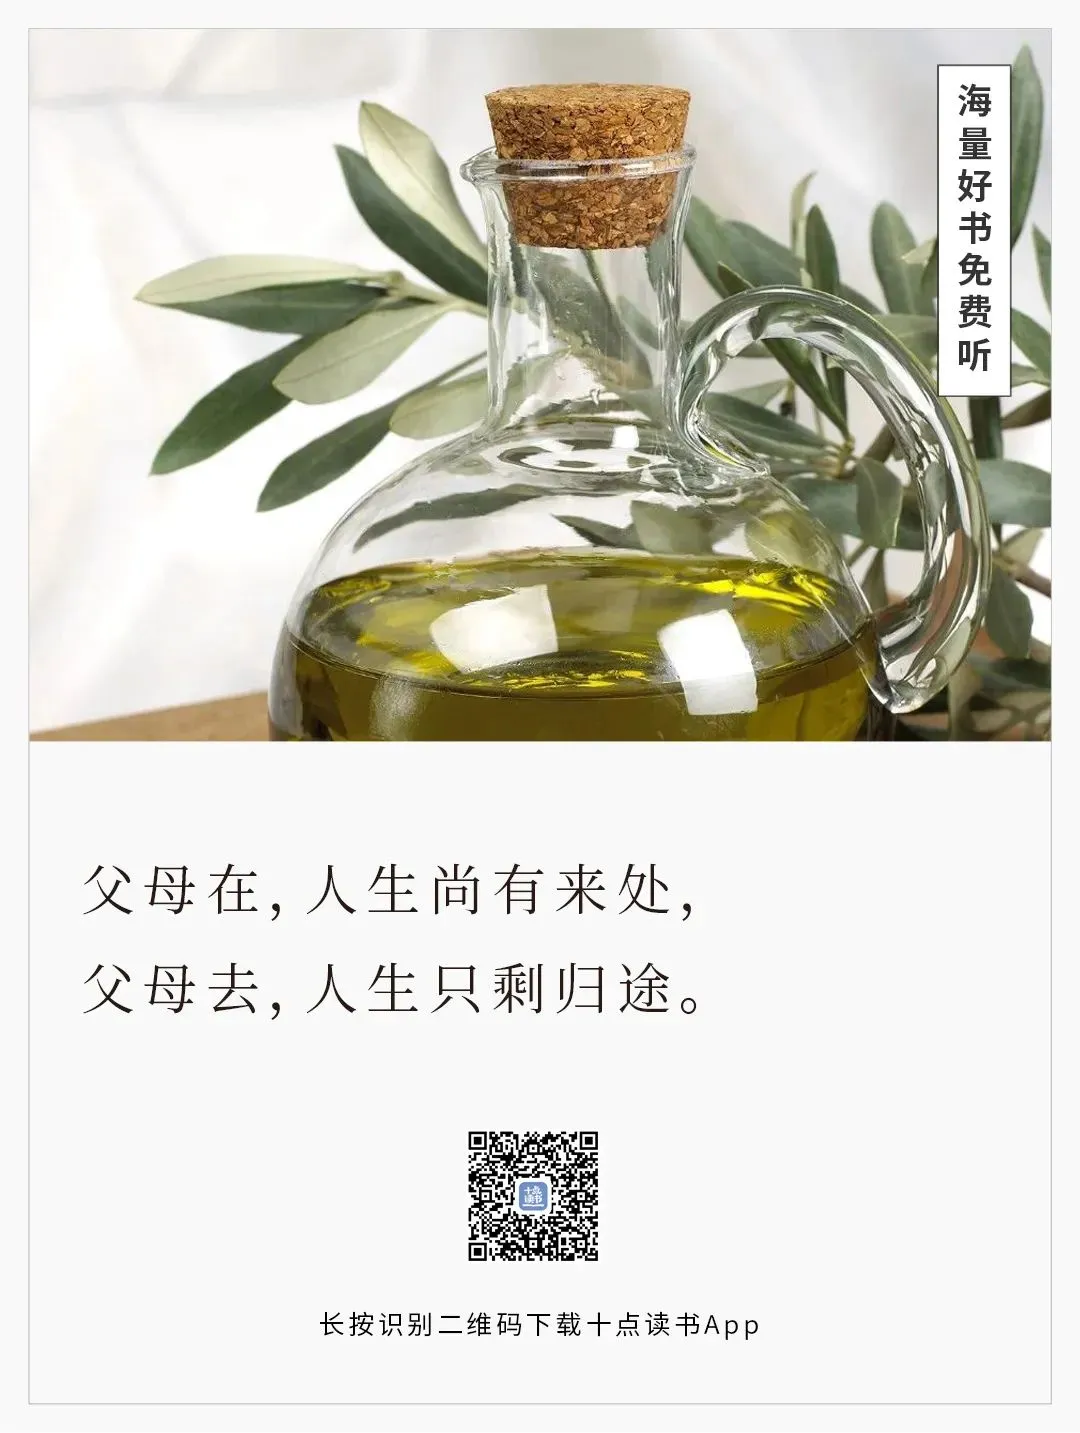 海量好书免费听
父母在，人生尚有来处，
父母去，人生只剩归途。
十点
读书
长按识别二维码下载十点读书App